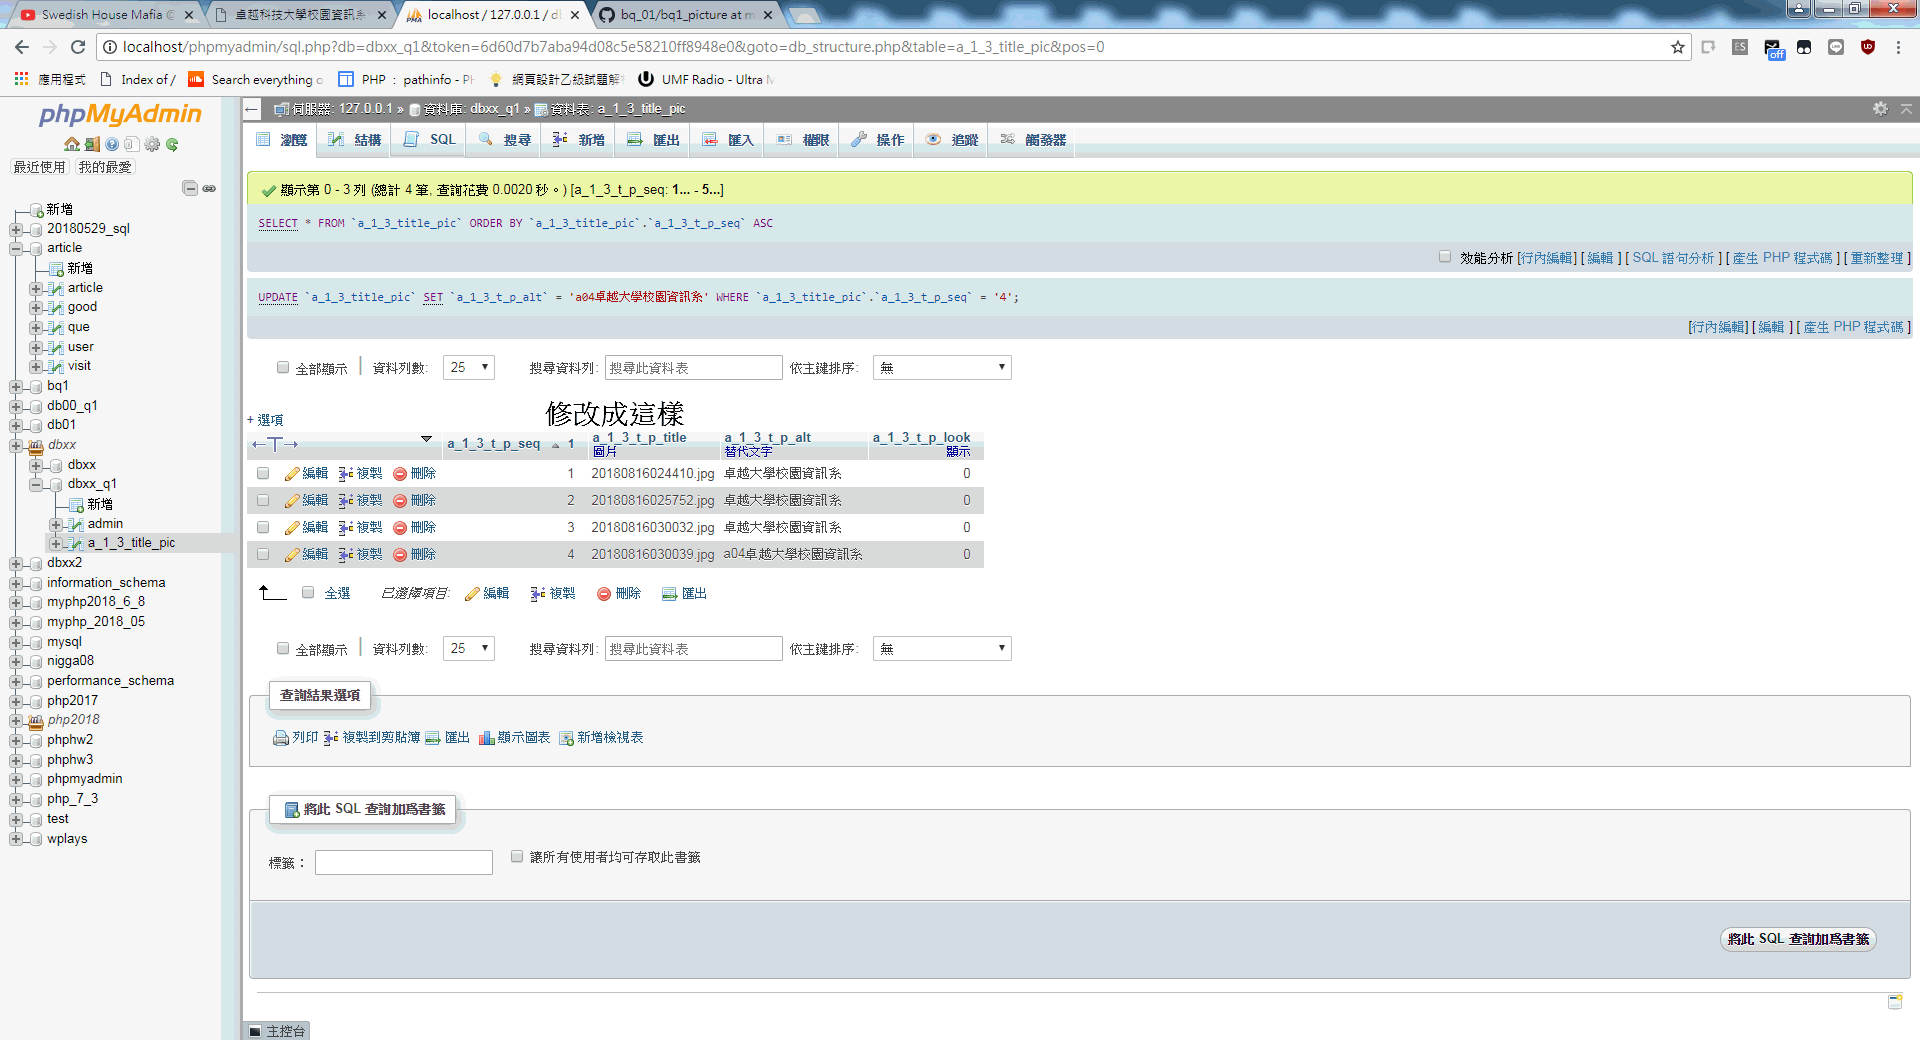 Swedish House Mafia @
卓越科技大學校園資訊系
localhost / 127.0.0.1 / d
bq_01/bq1_picture at m
localhost/phpmyadmin/sql.php?db=dbxx_q1&token=6d60d7b7aba94d08c5e58210ff8948e0&goto=db_structure.php&table=a_1_3_title_pic&pos=0
off
應用程式 Index of / Search everything o PHP : pathinfo - PH 網頁設計乙級試題解 UMF Radio - Ultra M
phpMyAdmin
最近使用 我的最愛
新增
20180529_sql
article
新增
article
good
que
user
visit
bq1
db00_q1
db01
dbxx
dbxx
dbxx_q1
新增
admin
a_1_3_title_pic
dbxx2
information_schema
myphp2018_6_8
myphp_2018_05
mysql
nigga08
performance_schema
php2017
php2018
phphw2
phphw3
phpmyadmin
php_7_3
test
wplays
伺服器: 127.0.0.1 » 資料庫: dbxx_q1 » 資料表: a_1_3_title_pic
瀏覽 結構 SQL 搜尋 新增 匯出 匯入 權限 操作 追蹤 觸發器
顯示第 0 - 3 列 (總計 4 筆, 查詢花費 0.0020 秒。) [a_1_3_t_p_seq: 1... - 5...]
SELECT * FROM `a_1_3_title_pic` ORDER BY `a_1_3_title_pic`.`a_1_3_t_p_seq` ASC
效能分析 [行內編輯] [ 編輯 ] [ SQL 語句分析 ] [ 產生 PHP 程式碼 ] [ 重新整理 ]
UPDATE `a_1_3_title_pic` SET `a_1_3_t_p_alt` = 'a04卓越大學校園資訊系' WHERE `a_1_3_title_pic`.`a_1_3_t_p_seq` = '4';
[行內編輯] [ 編輯 ] [ 產生 PHP 程式碼 ]
全部顯示 | 資料列數: 25 搜尋資料列: 搜尋此資料表 依主鍵排序: 無
修改成這樣
+ 選項
←T→ a_1_3_t_p_seq 1 a_1_3_t_p_title 圖片 a_1_3_t_p_alt 替代文字 a_1_3_t_p_look 顯示
編輯 複製 刪除 1 20180816024410.jpg 卓越大學校園資訊系 0
編輯 複製 刪除 2 20180816025752.jpg 卓越大學校園資訊系 0
編輯 複製 刪除 3 20180816030032.jpg 卓越大學校園資訊系 0
編輯 複製 刪除 4 20180816030039.jpg a04卓越大學校園資訊系 0
全選 已選擇項目: 編輯 複製 刪除 匯出
全部顯示 | 資料列數: 25 搜尋資料列: 搜尋此資料表 依主鍵排序: 無
查詢結果選項
列印 複製到剪貼簿 匯出 顯示圖表 新增檢視表
將此 SQL 查詢加為書籤
標籤： 讓所有使用者均可存取此書籤
將此 SQL 查詢加為書籤
主控台